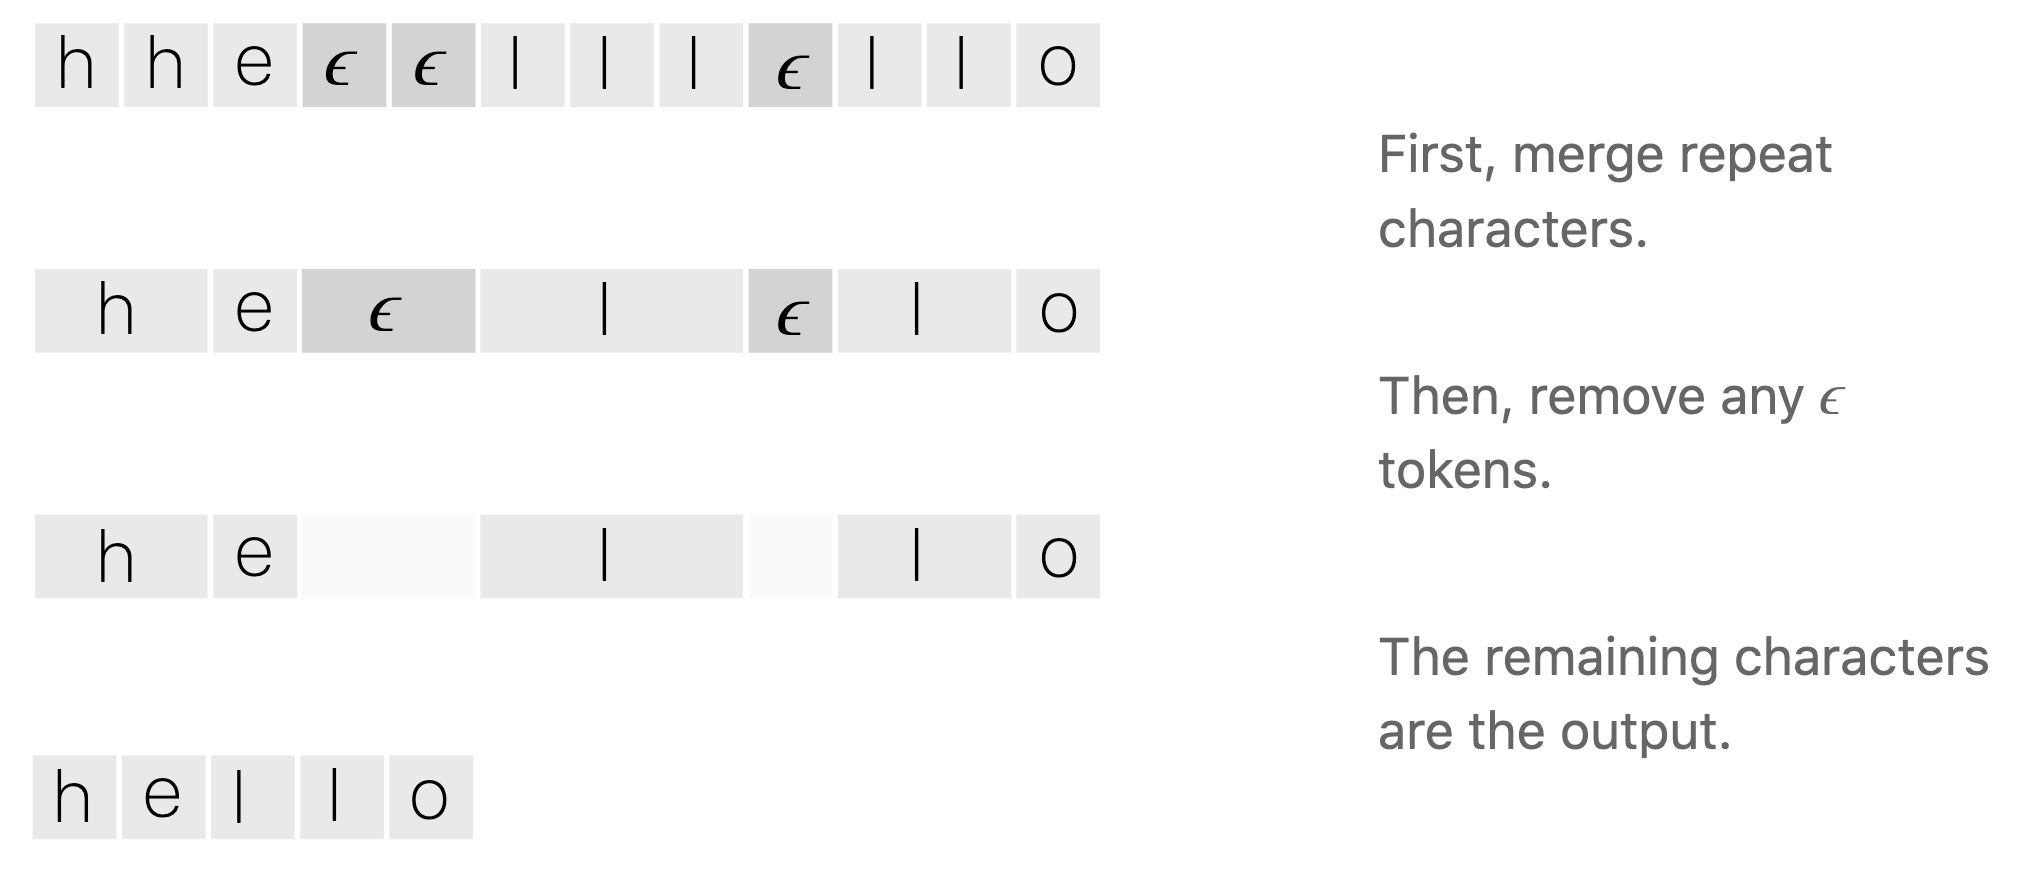 h h e ϵ ϵ l l l ϵ l l o
First, merge repeat
characters.
h e ϵ l ϵ l o
Then, remove any ϵ
tokens.
h e l l o
The remaining characters
are the output.
h e l l o